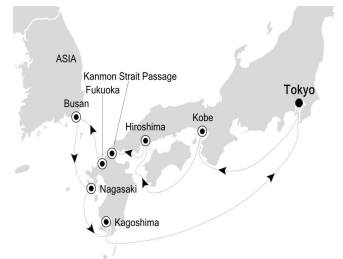 ASIA
Kanmon Strait Passage
Fukuoka
Busan
Hiroshima
Kobe
Tokyo
Nagasaki
Kagoshima